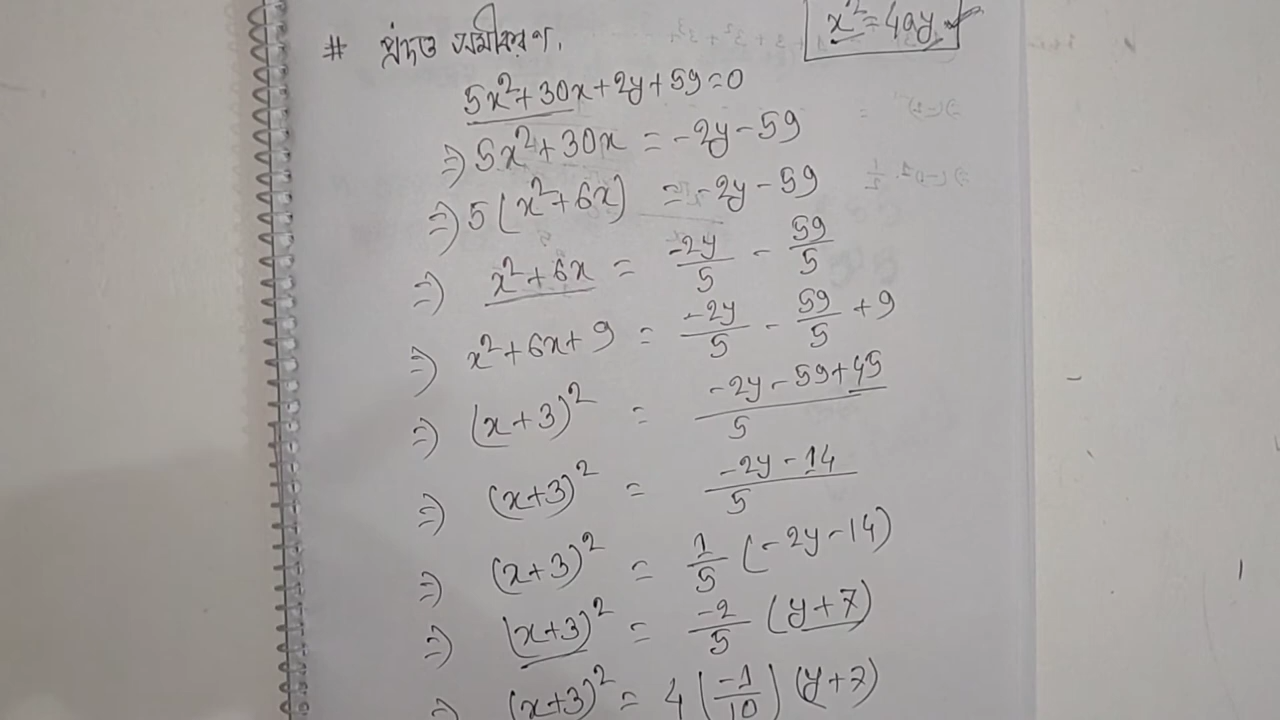 # প্রদত্ত সমীকরণ,
x² = 4ay
5x²+30x+2y+59=0
⇒ 5x²+30x = -2y-59
⇒ 5(x²+6x) = -2y-59
⇒ x²+6x = -2y/5 - 59/5
⇒ x²+6x+9 = -2y/5 - 59/5 +9
⇒ (x+3)² = (-2y-59+45)/5
⇒ (x+3)² = (-2y-14)/5
⇒ (x+3)² = 1/5 (-2y-14)
⇒ (x+3)² = -2/5 (y+7)
⇒ (x+3)² = 4(-1/10)(y+7)